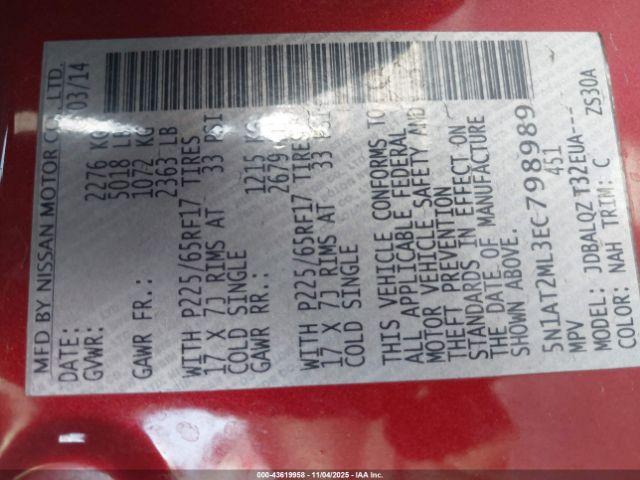 MFD BY NISSAN MOTOR CO., LTD.
DATE: 03/14
GVWR: 2276 KG
5018 LB
GAWR FR.: 1072 KG
2363 LB
WITH P225/65RF17 TIRES
17 X 7J RIMS AT 33 PSI
COLD SINGLE
GAWR RR.: 1215 KG
2679
WITH P225/65RF17 TIRES
17 X 7J RIMS AT 33 PSI
COLD SINGLE
THIS VEHICLE CONFORMS TO
ALL APPLICABLE FEDERAL
MOTOR VEHICLE SAFETY AND
THEFT PREVENTION
STANDARDS IN EFFECT ON
THE DATE OF MANUFACTURE
SHOWN ABOVE.
5N1AT2ML3EC798989
MPV 451
MODEL: JDBALQZ T32EUA---
NAH TRIM: C ZS30A
000-43619958 - 11/04/2025 - IAA Inc.